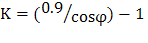 K = (0.9/cosφ) − 1